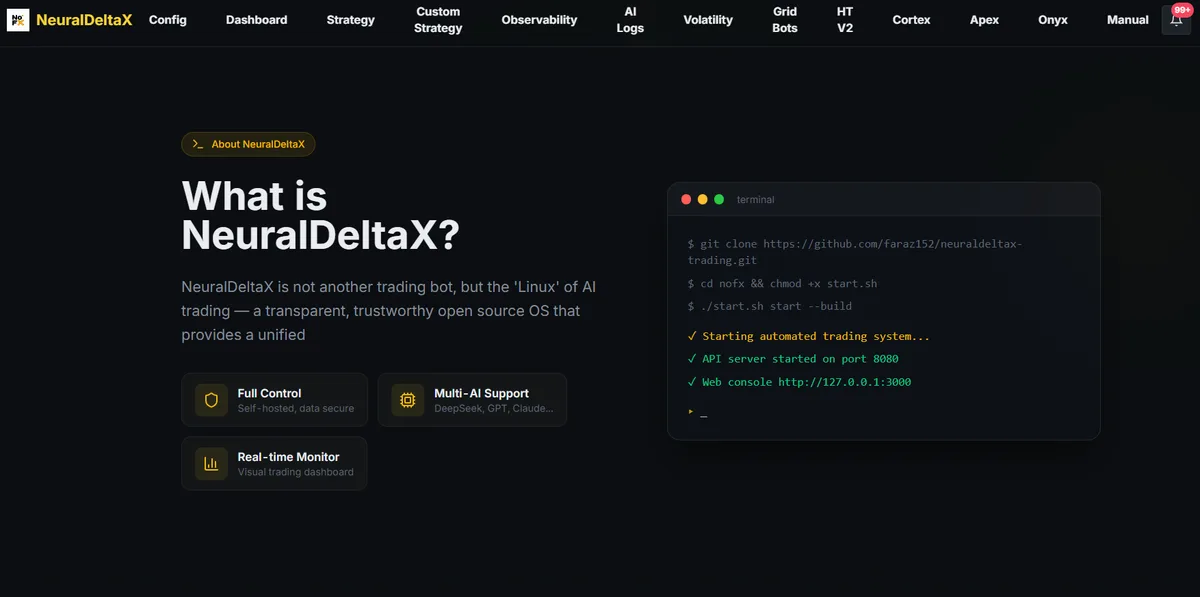 No
FX
NeuralDeltaX
Config
Dashboard
Strategy
Custom
Strategy
Observability
AI
Logs
Volatility
Grid
Bots
HT
V2
Cortex
Apex
Onyx
Manual
99+
>_ About NeuralDeltaX
What is
NeuralDeltaX?
NeuralDeltaX is not another trading bot, but the 'Linux' of AI
trading — a transparent, trustworthy open source OS that
provides a unified
Full Control
Self-hosted, data secure
Multi-AI Support
DeepSeek, GPT, Claude...
Real-time Monitor
Visual trading dashboard
terminal
$ git clone https://github.com/faraz152/neuraldeltax-
trading.git
$ cd nofx && chmod +x start.sh
$ ./start.sh start --build
✓ Starting automated trading system...
✓ API server started on port 8080
✓ Web console http://127.0.0.1:3000
▸ _